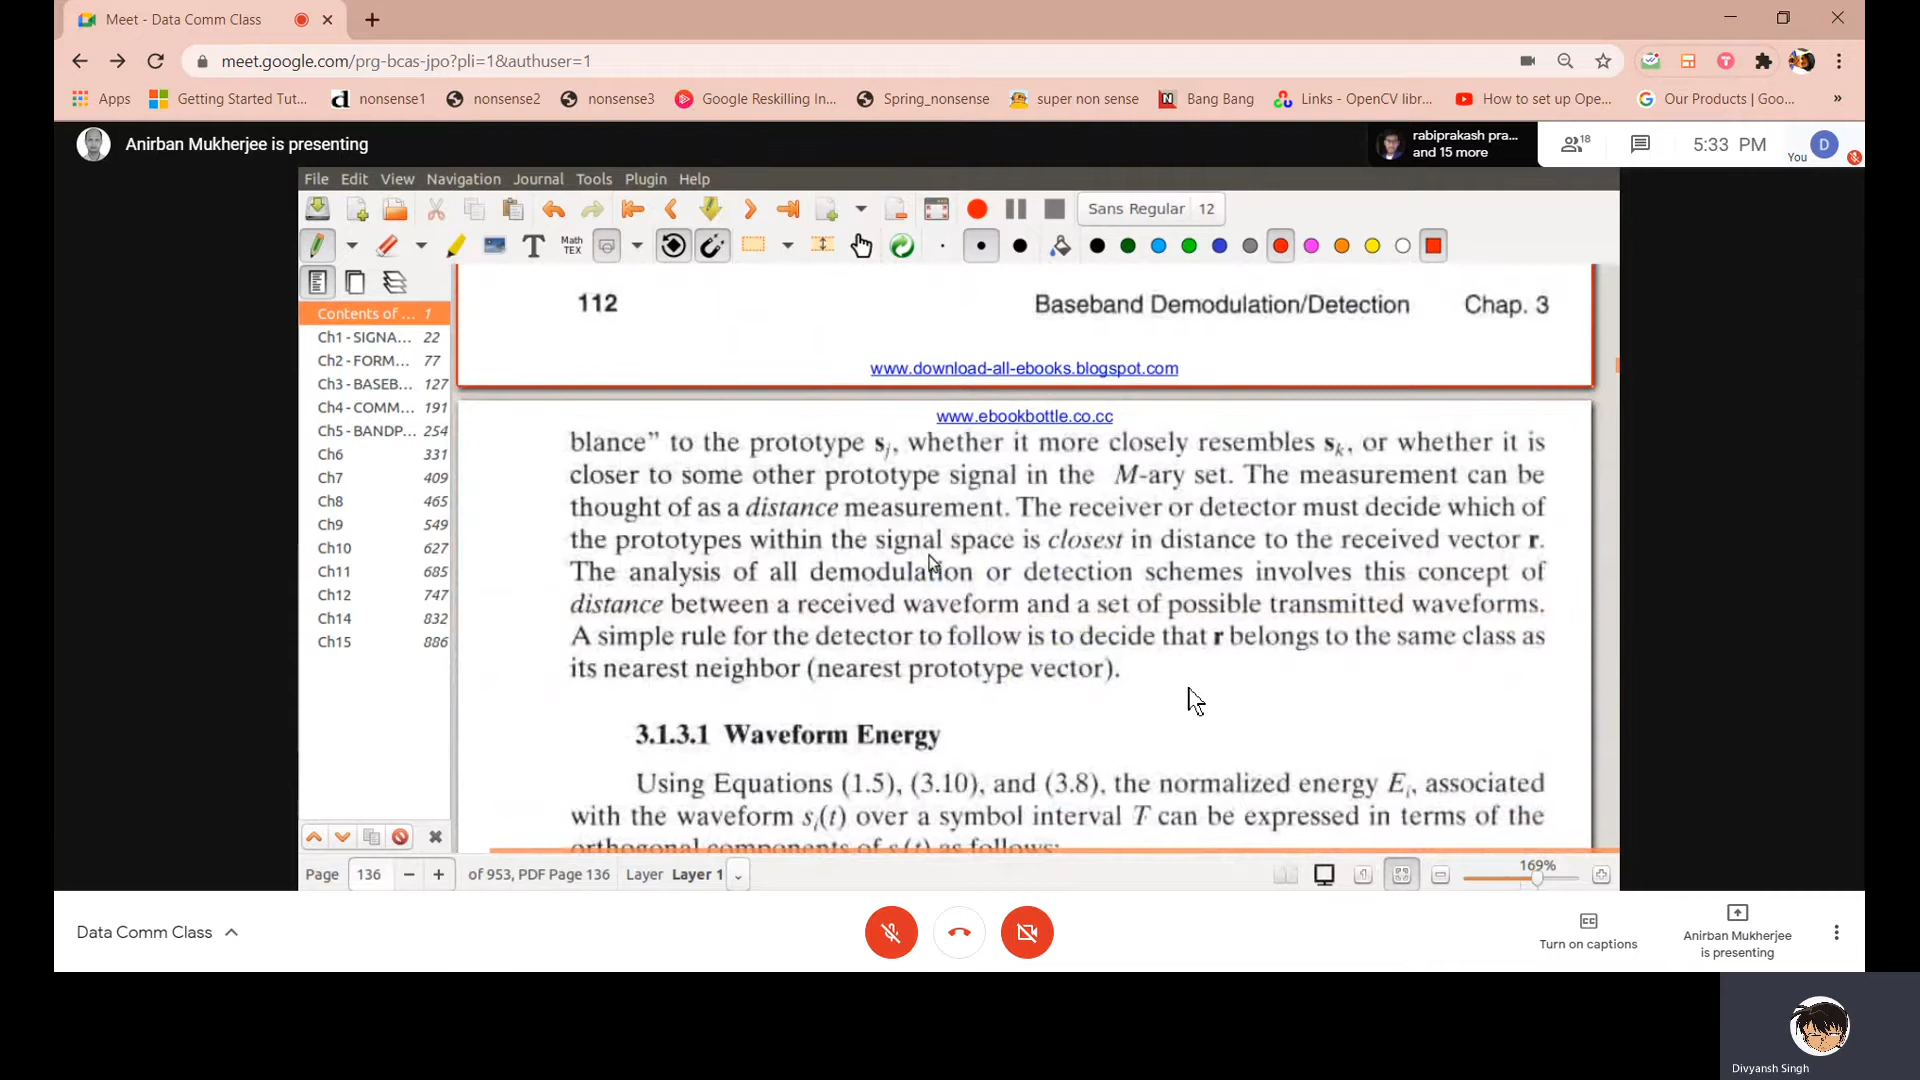 Meet - Data Comm Class
meet.google.com/prg-bcas-jpo?pli=1&authuser=1
Apps Getting Started Tut... nonsense1 nonsense2 nonsense3 Google Reskilling In... Spring_nonsense super non sense Bang Bang Links - OpenCV libr... How to set up Ope... Our Products | Goo... »
Anirban Mukherjee is presenting
rabiprakash pra...
and 15 more
18
5:33 PM
You
D
File Edit View Navigation Journal Tools Plugin Help
Sans Regular 12
T Math TEX
Contents of ... 1
Ch1 - SIGNA... 22
Ch2 - FORM... 77
Ch3 - BASEB... 127
Ch4 - COMM... 191
Ch5 - BANDP... 254
Ch6 331
Ch7 409
Ch8 465
Ch9 549
Ch10 627
Ch11 685
Ch12 747
Ch14 832
Ch15 886
112 Baseband Demodulation/Detection Chap. 3
www.download-all-ebooks.blogspot.com
www.ebookbottle.co.cc
blance” to the prototype sj, whether it more closely resembles sk, or whether it is
closer to some other prototype signal in the M-ary set. The measurement can be
thought of as a distance measurement. The receiver or detector must decide which of
the prototypes within the signal space is closest in distance to the received vector r.
The analysis of all demodulation or detection schemes involves this concept of
distance between a received waveform and a set of possible transmitted waveforms.
A simple rule for the detector to follow is to decide that r belongs to the same class as
its nearest neighbor (nearest prototype vector).
3.1.3.1 Waveform Energy
Using Equations (1.5), (3.10), and (3.8), the normalized energy Ei, associated
with the waveform si(t) over a symbol interval T can be expressed in terms of the
orthogonal components of si(t) as follows:
Page 136 − + of 953, PDF Page 136 Layer Layer 1
169%
Data Comm Class
CC
Turn on captions
Anirban Mukherjee
is presenting
Divyansh Singh